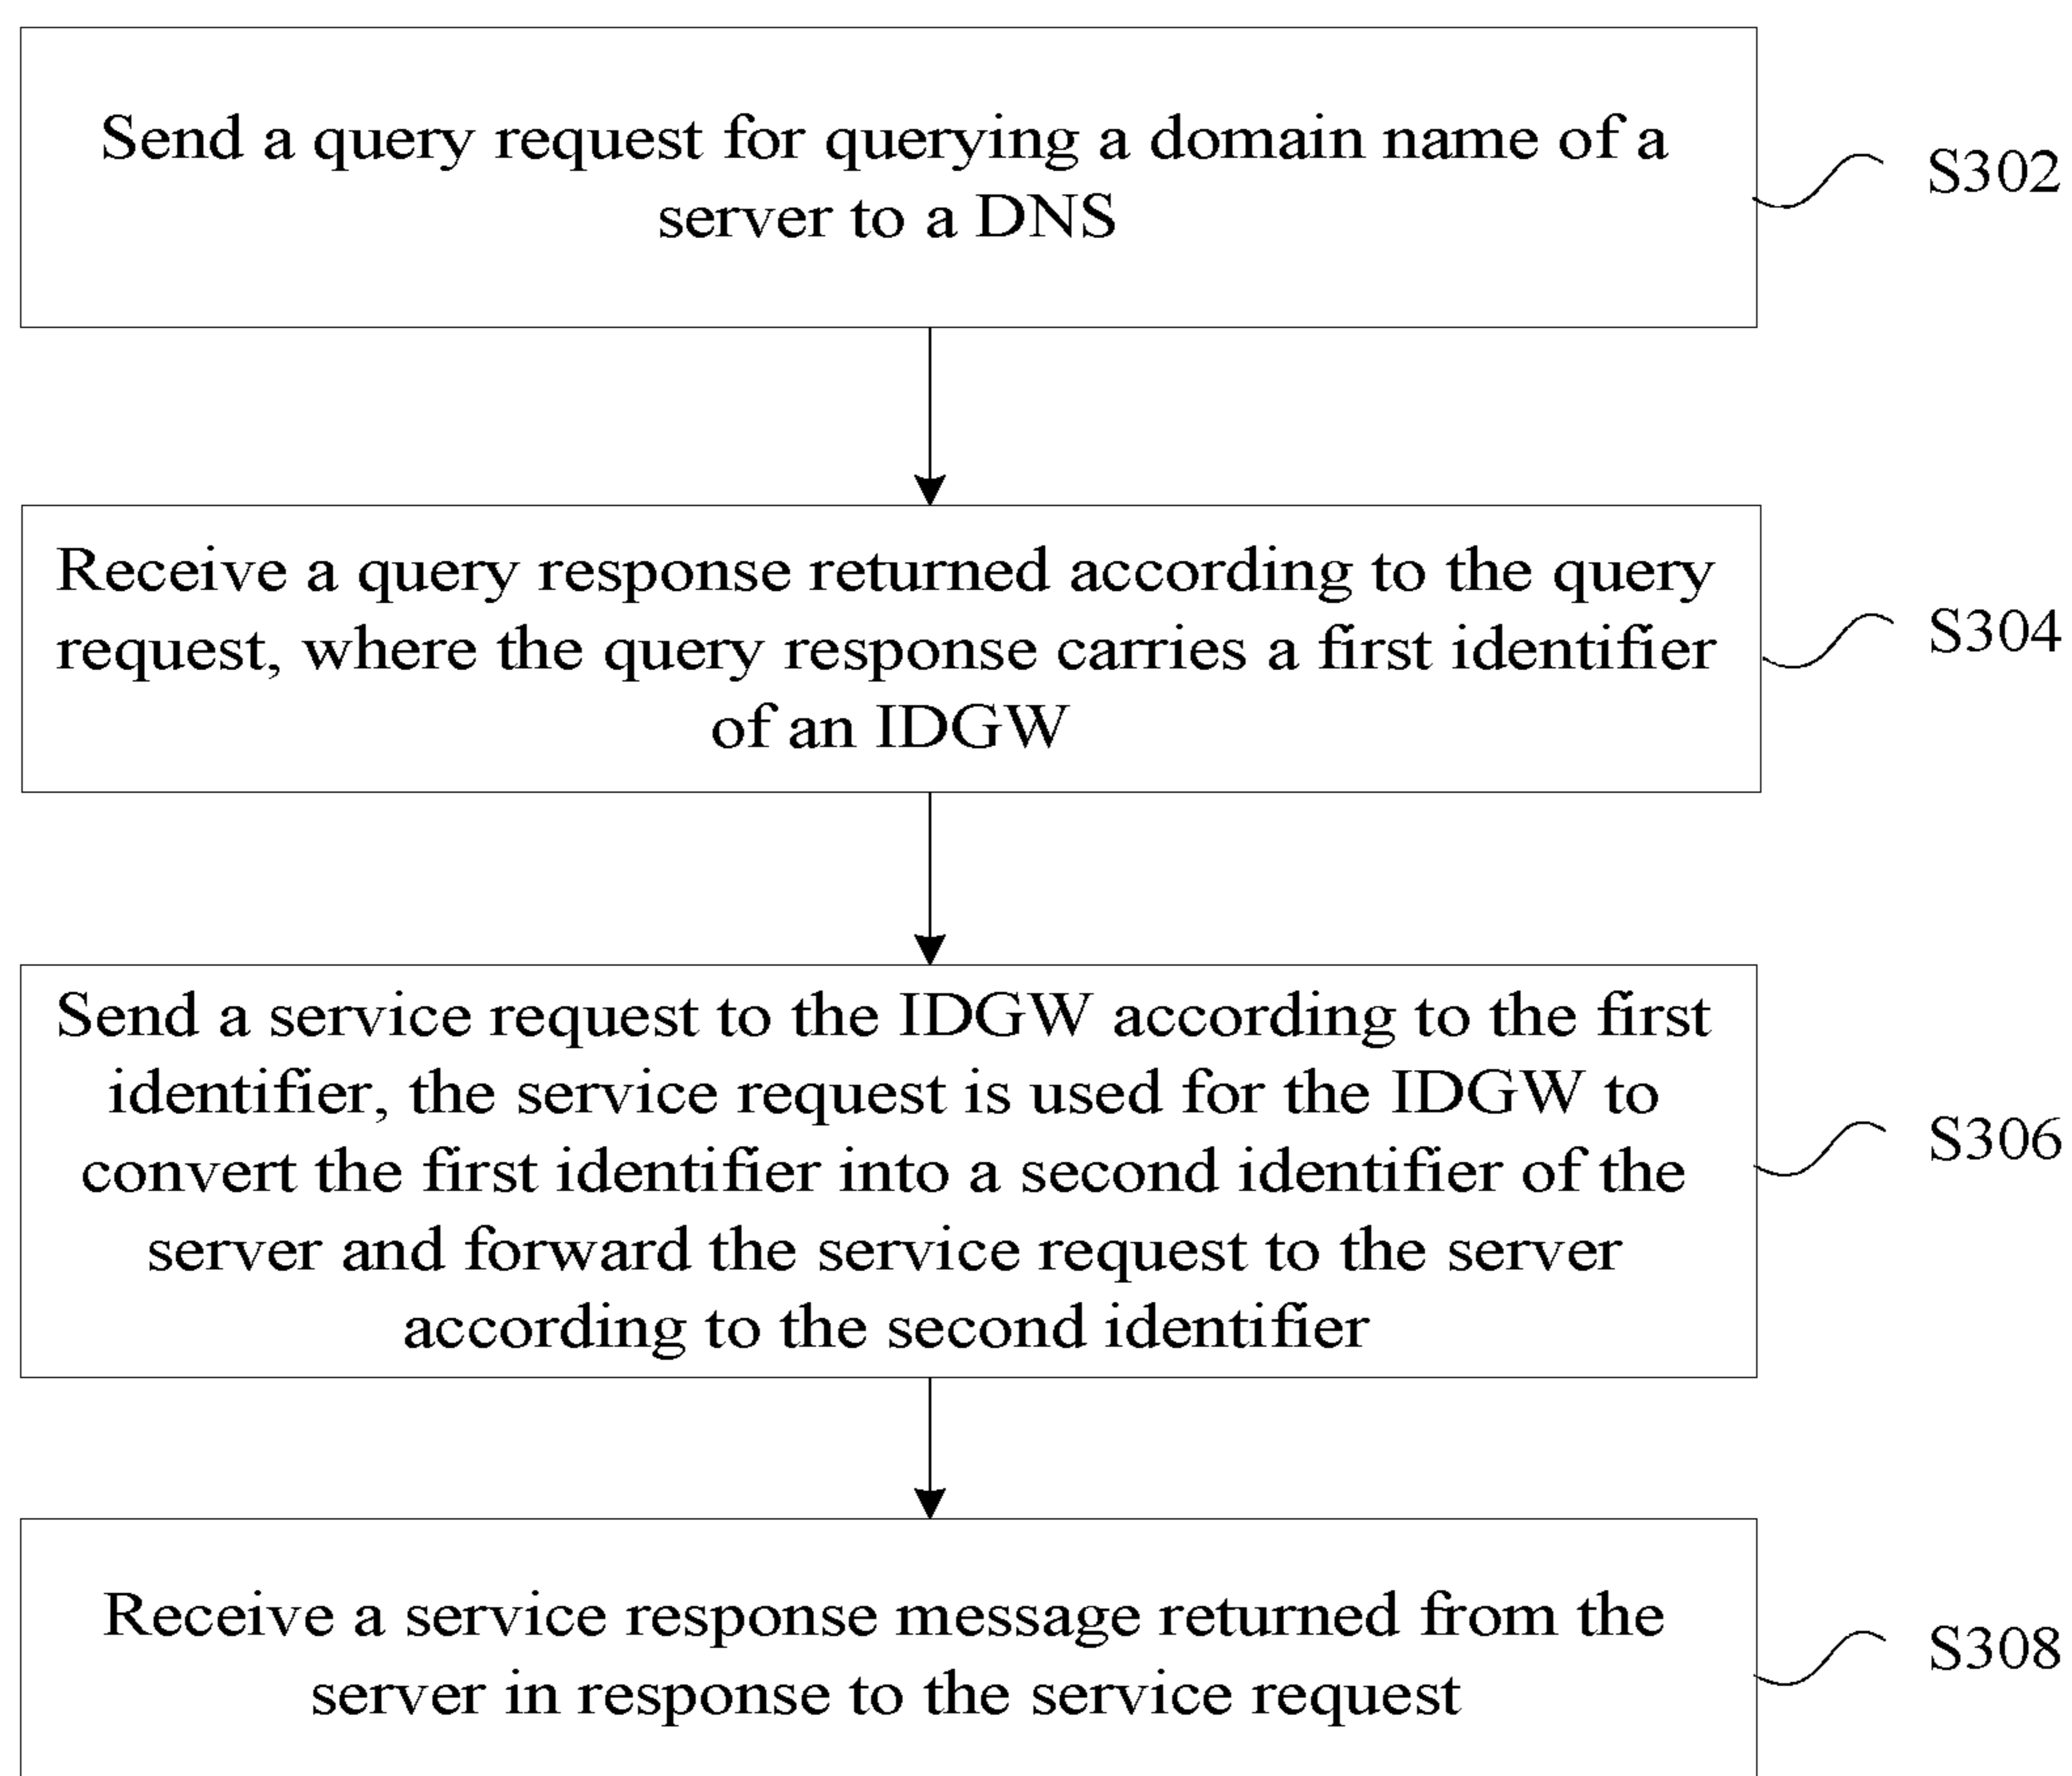 Send a query request for querying a domain name of a
server to a DNS
S302
Receive a query response returned according to the query
request, where the query response carries a first identifier
of an IDGW
S304
Send a service request to the IDGW according to the first
identifier, the service request is used for the IDGW to
convert the first identifier into a second identifier of the
server and forward the service request to the server
according to the second identifier
S306
Receive a service response message returned from the
server in response to the service request
S308